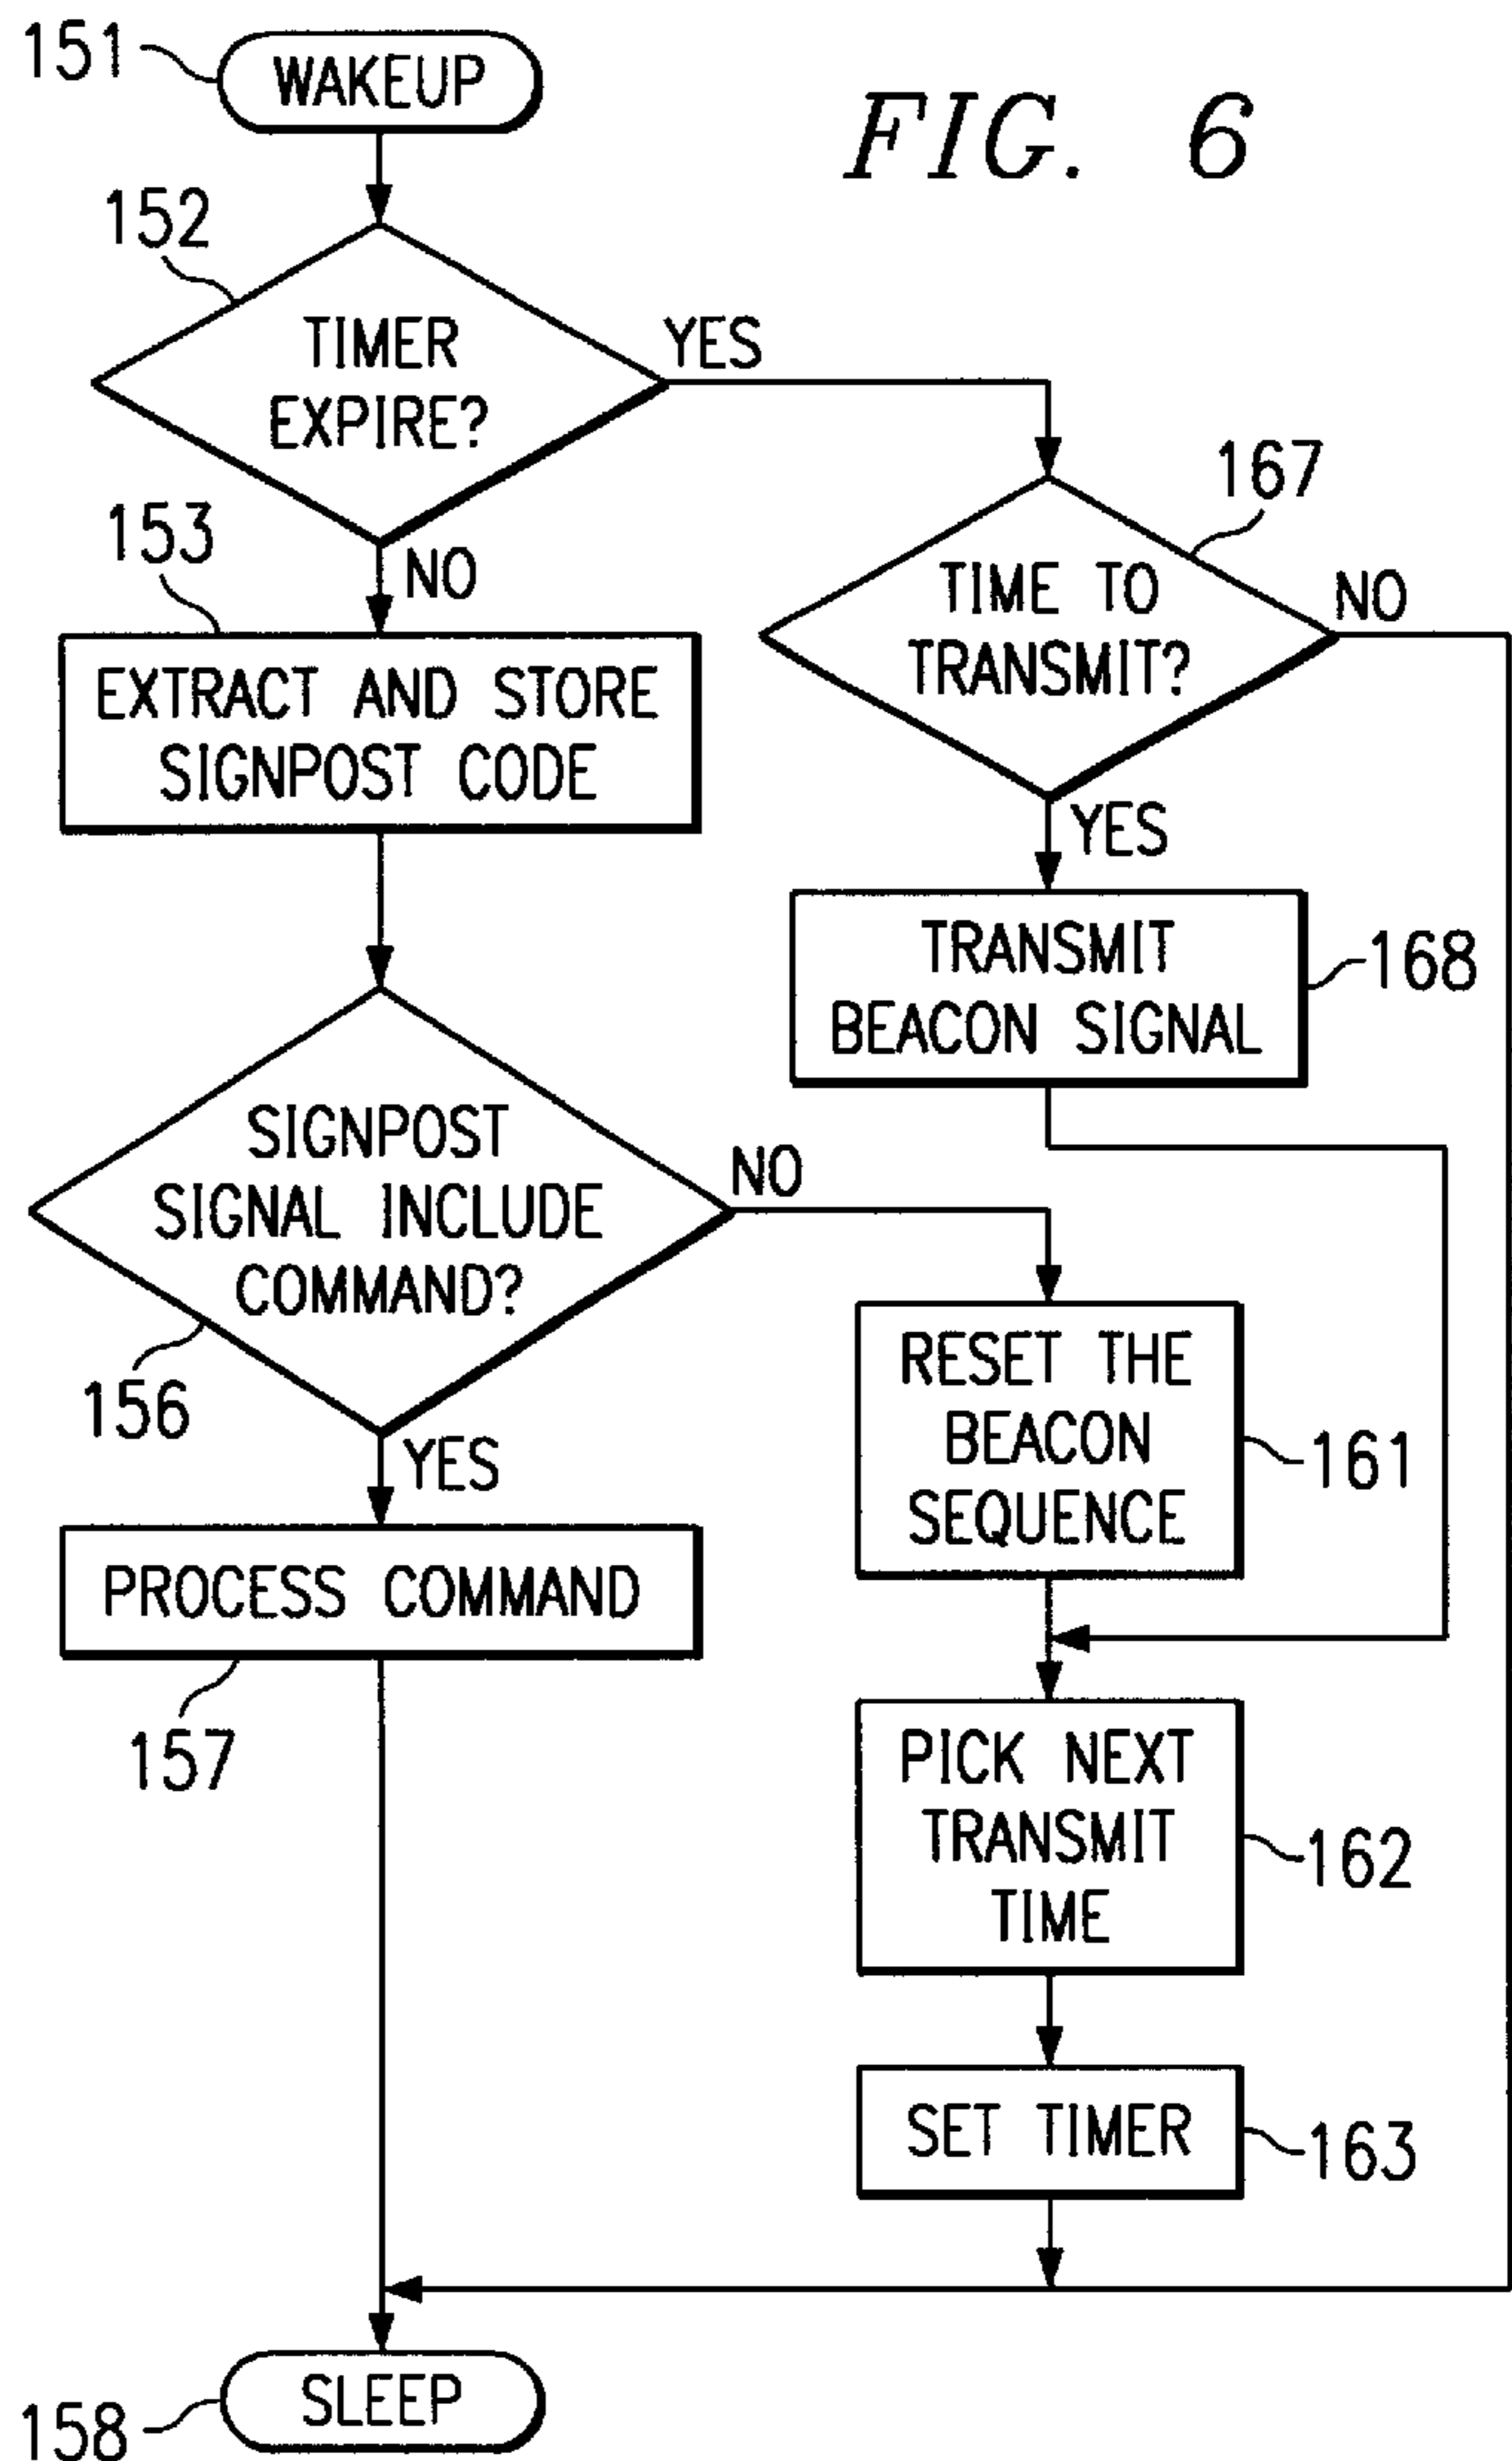 151
WAKEUP
FIG. 6
152
TIMER
EXPIRE?
YES
NO
167
TIME TO
TRANSMIT?
NO
YES
153
EXTRACT AND STORE
SIGNPOST CODE
TRANSMIT
BEACON SIGNAL
168
SIGNPOST
SIGNAL INCLUDE
COMMAND?
NO
156
YES
RESET THE
BEACON
SEQUENCE
161
PROCESS COMMAND
157
PICK NEXT
TRANSMIT
TIME
162
SET TIMER
163
SLEEP
158